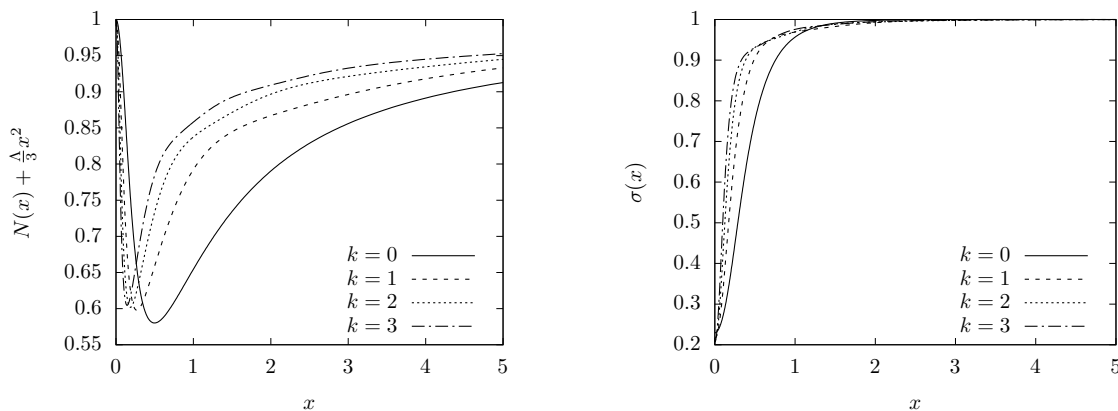 1
0.95
0.9
0.85
0.8
0.75
0.7
0.65
0.6
0.55
0 1 2 3 4 5
N(x) + Λ/3 x²
x
k = 0
k = 1
k = 2
k = 3
1
0.9
0.8
0.7
0.6
0.5
0.4
0.3
0.2
0 1 2 3 4 5
σ(x)
x
k = 0
k = 1
k = 2
k = 3